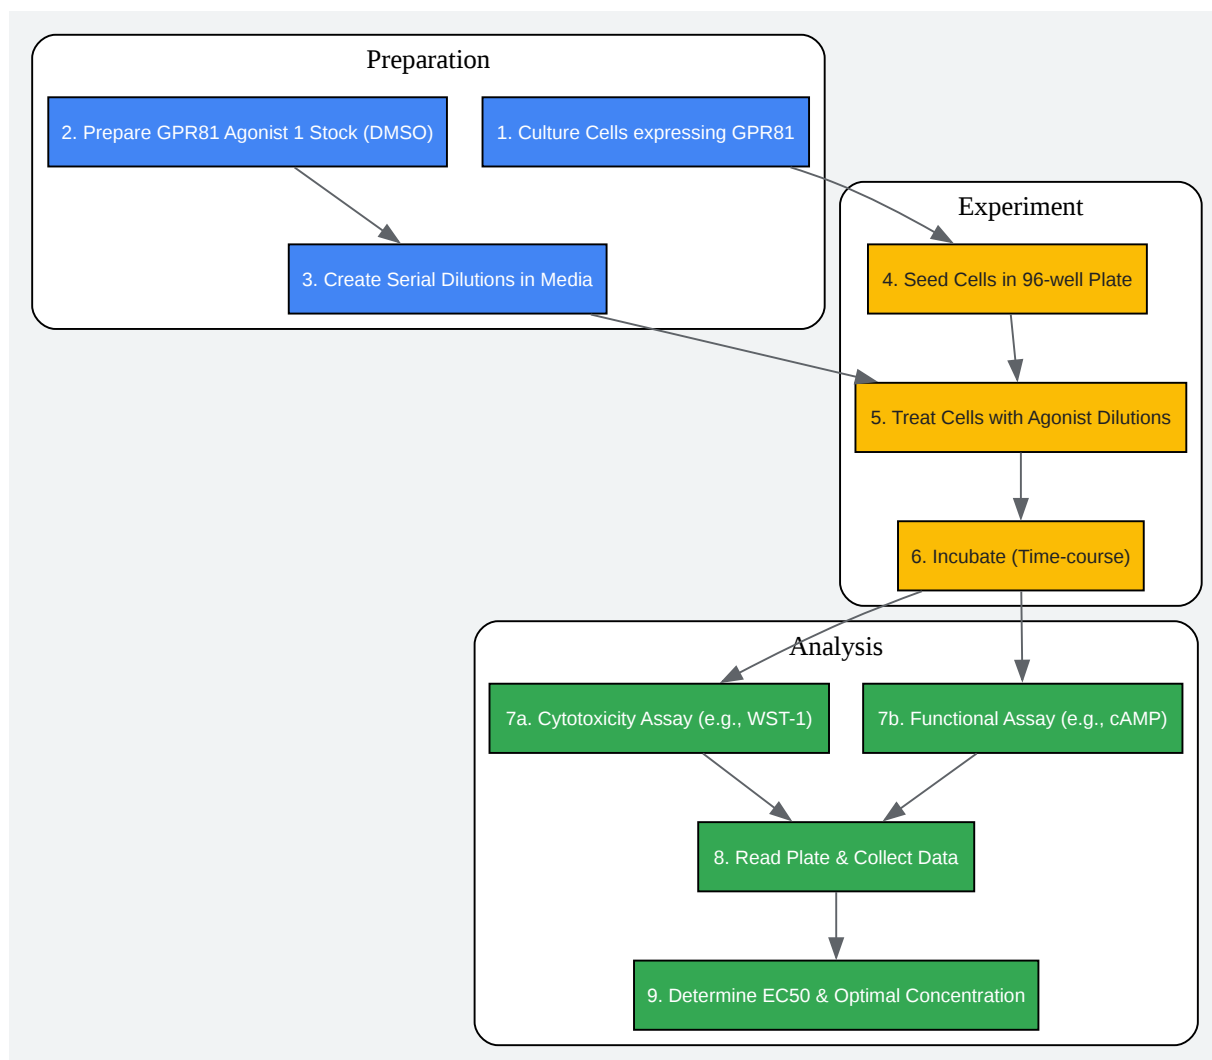 Preparation
2. Prepare GPR81 Agonist 1 Stock (DMSO)
1. Culture Cells expressing GPR81
3. Create Serial Dilutions in Media
Experiment
4. Seed Cells in 96-well Plate
5. Treat Cells with Agonist Dilutions
6. Incubate (Time-course)
Analysis
7a. Cytotoxicity Assay (e.g., WST-1)
7b. Functional Assay (e.g., cAMP)
8. Read Plate & Collect Data
9. Determine EC50 & Optimal Concentration